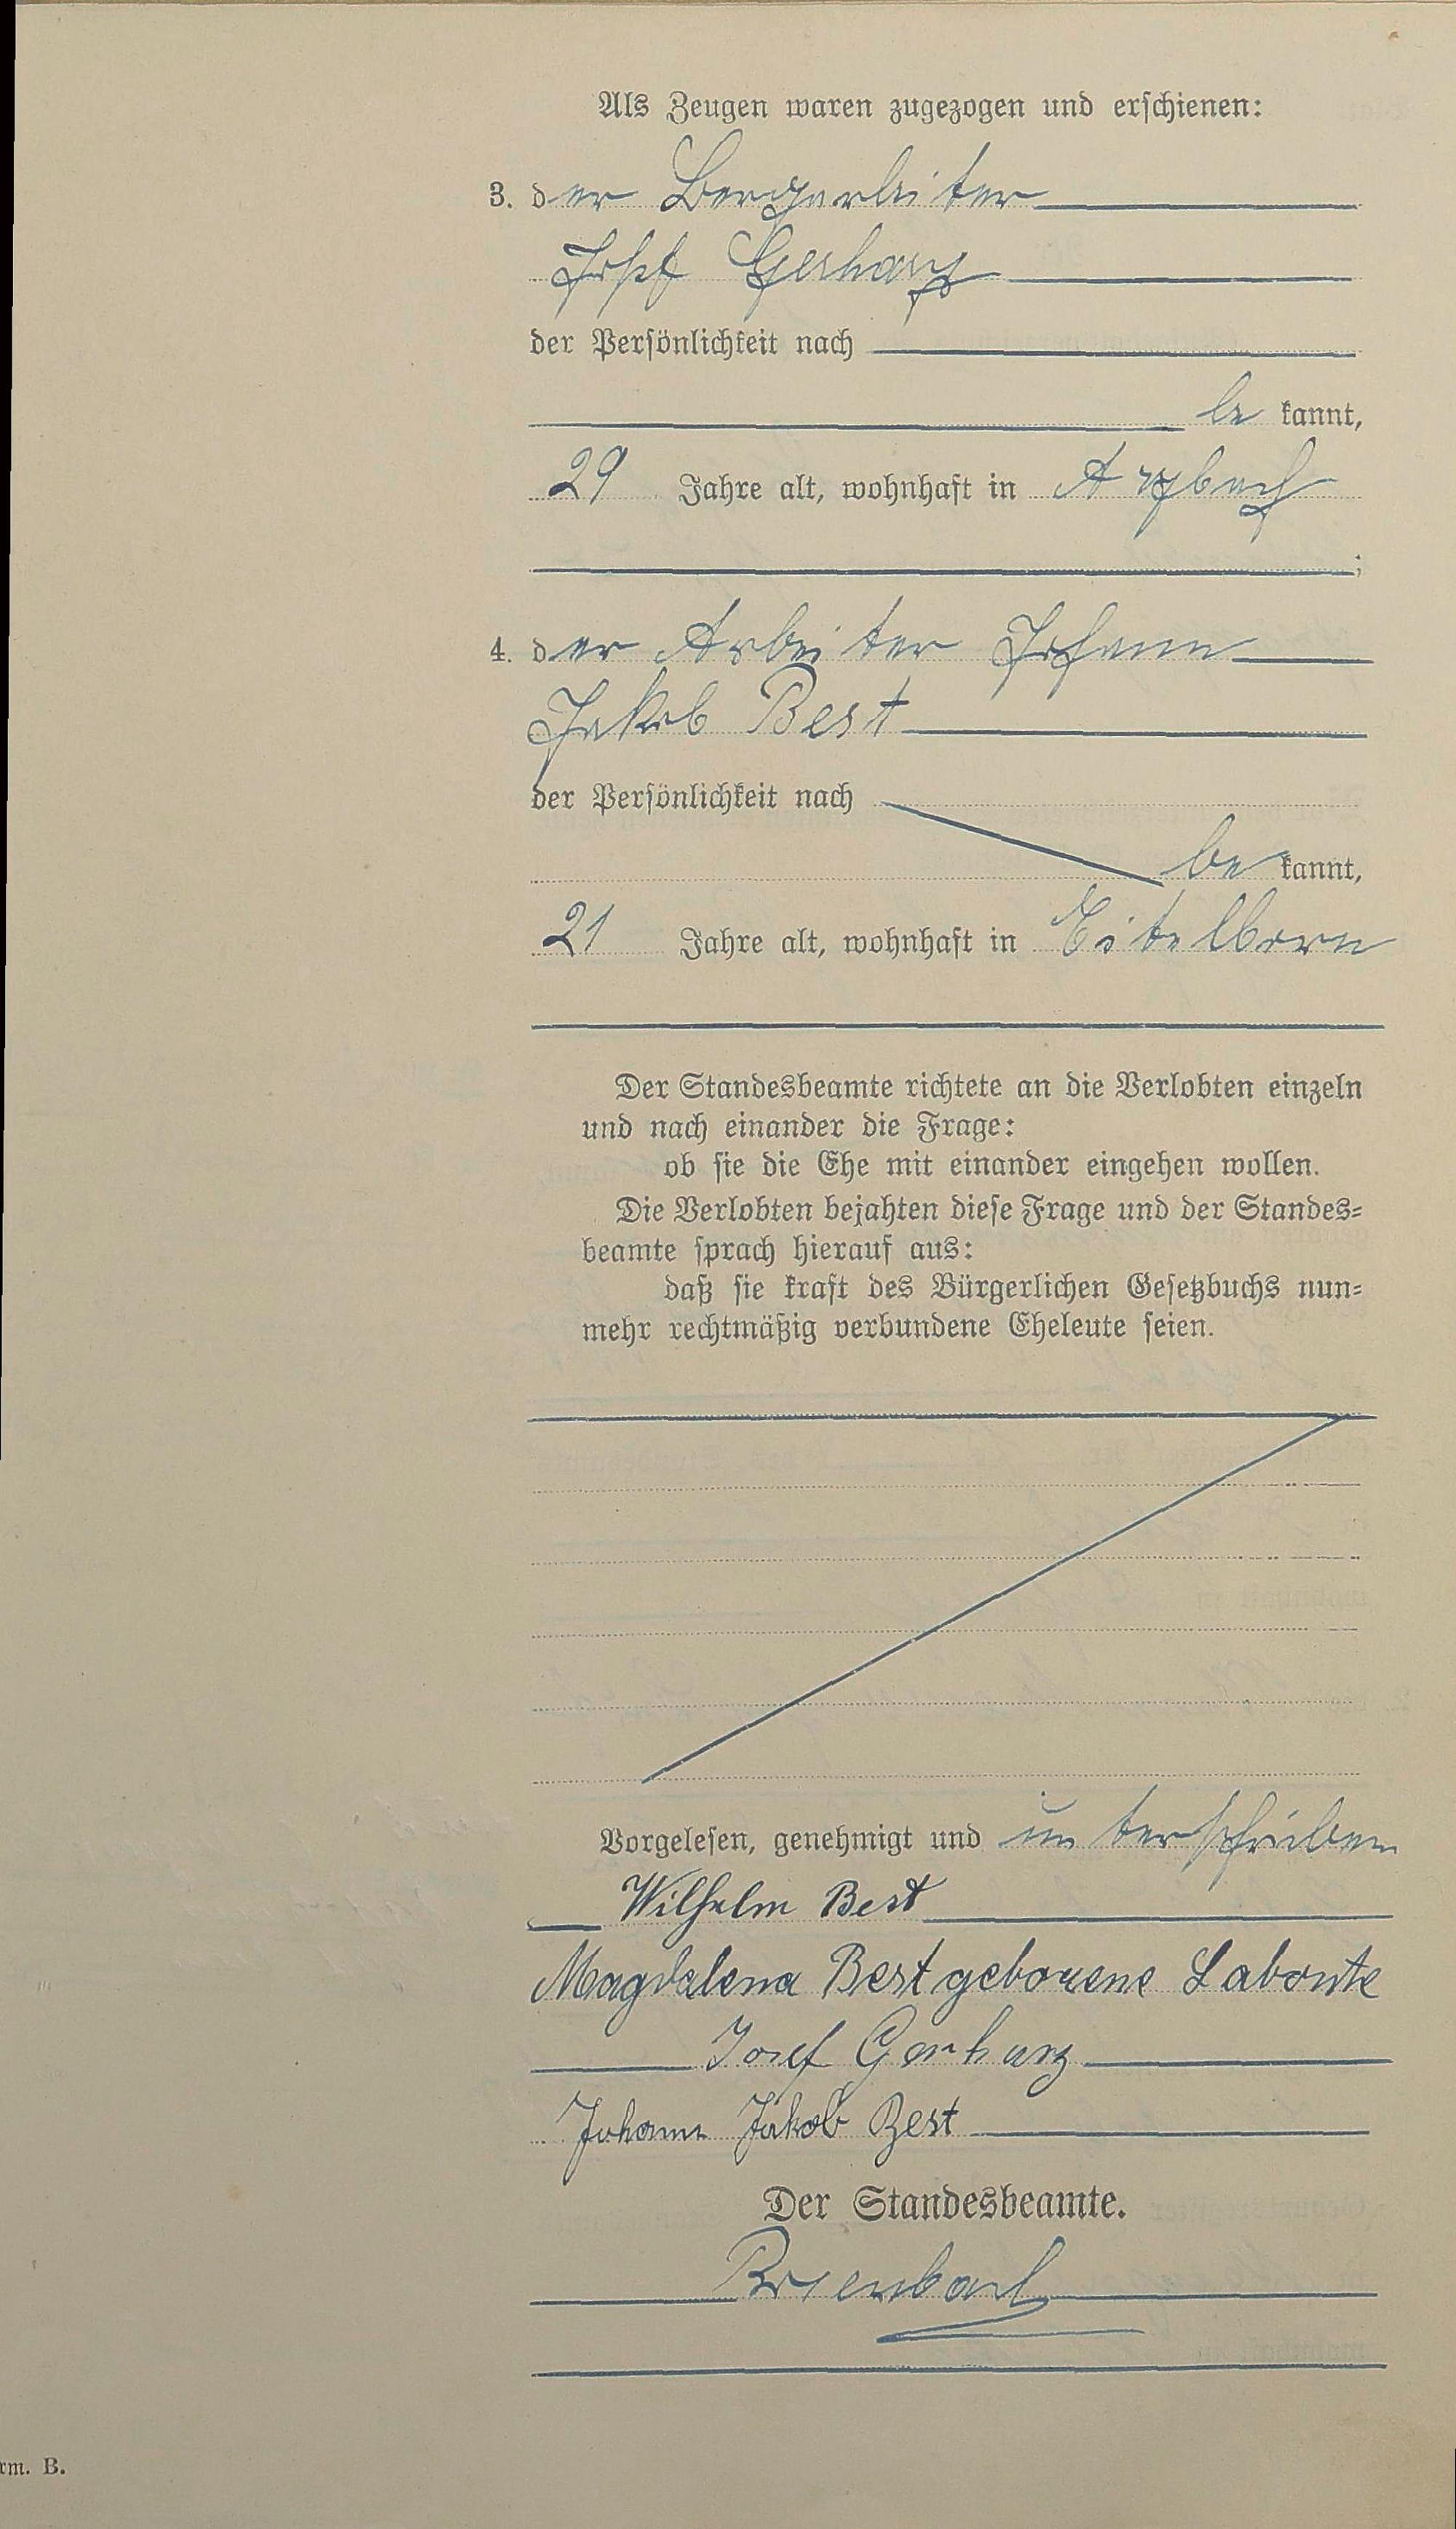 Als Zeugen waren zugezogen und erschienen:
3. der Bergarbeiter
Josef Gerharz
der Persönlichkeit nach
be kannt,
29 Jahre alt, wohnhaft in Arzbach
;
4. der Arbeiter Johann
Jakob Best
der Persönlichkeit nach
be kannt,
21 Jahre alt, wohnhaft in Eitelborn
Der Standesbeamte richtete an die Verlobten einzeln
und nach einander die Frage:
ob sie die Ehe mit einander eingehen wollen.
Die Verlobten bejahten diese Frage und der Standes=
beamte sprach hierauf aus:
daß sie kraft des Bürgerlichen Gesetzbuchs nun=
mehr rechtmäßig verbundene Eheleute seien.
Vorgelesen, genehmigt und unterschrieben
Wilhelm Best
Magdalena Best geborene Labonte
Josef Gerharz
Johann Jakob Best
Der Standesbeamte.
rm. B.